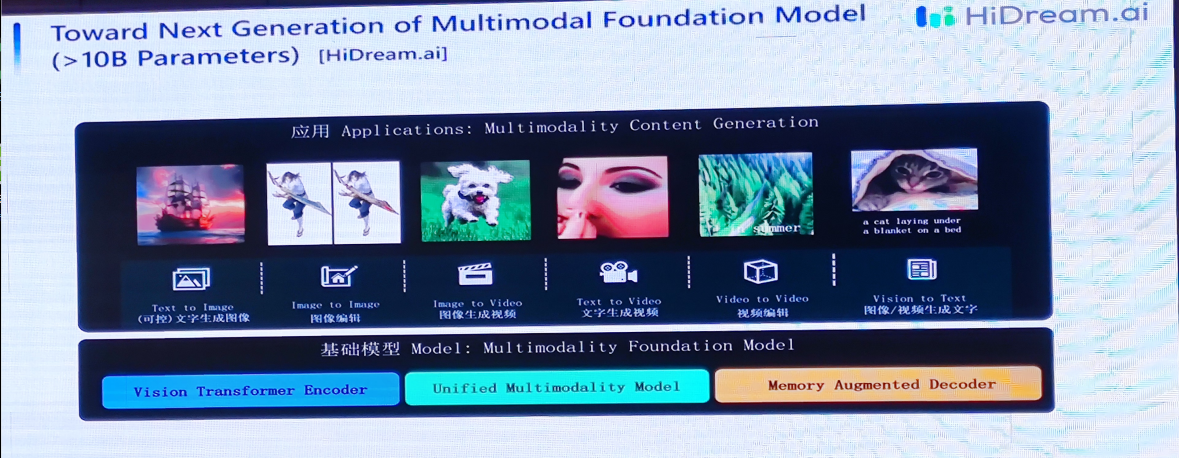 Toward Next Generation of Multimodal Foundation Model
(>10B Parameters) [HiDream.ai]
HiDream.ai
应用 Applications: Multimodality Content Generation
in summer
a cat laying under
a blanket on a bed
Text to Image
(可控)文字生成图像
Image to Image
图像编辑
Image to Video
图像生成视频
Text to Video
文字生成视频
Video to Video
视频编辑
Vision to Text
图像/视频生成文字
基础模型 Model: Multimodality Foundation Model
Vision Transformer Encoder
Unified Multimodality Model
Memory Augmented Decoder